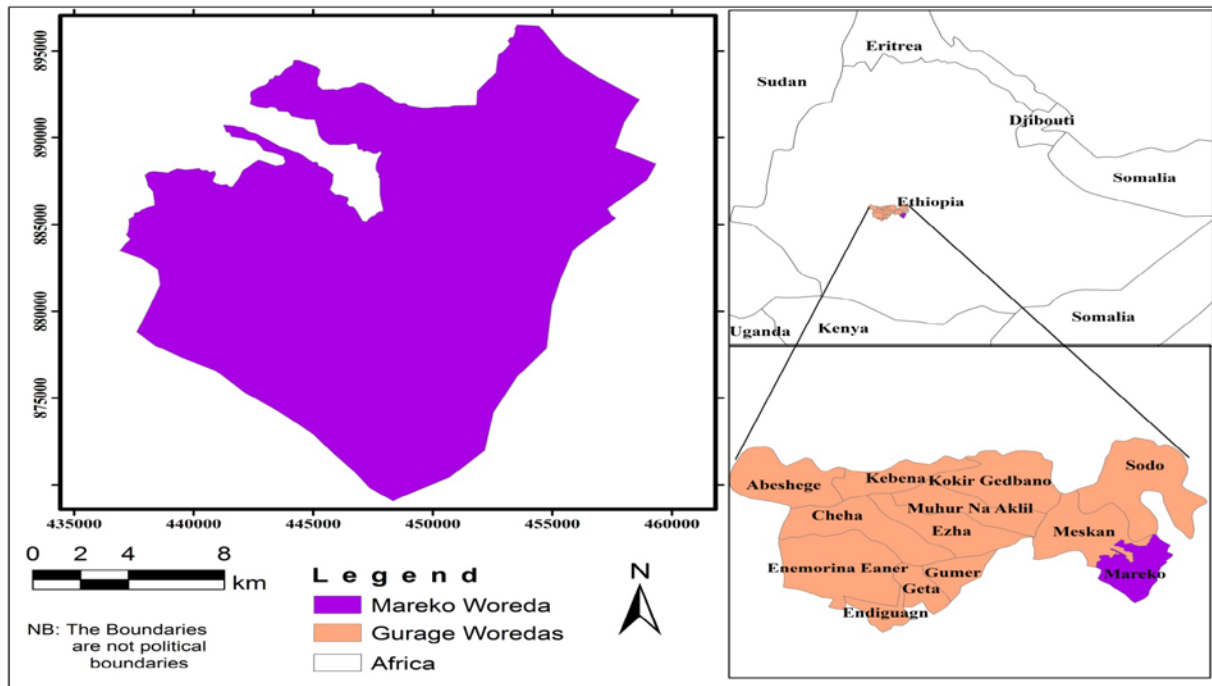 895000
890000
885000
880000
875000
435000 440000 445000 450000 455000 460000
0 2 4 8
km
NB: The Boundaries
are not political
boundaries
Legend
Mareko Woreda
Gurage Woredas
Africa
N
Eritrea
Sudan
Djibouti
Somalia
Ethiopia
Uganda
Kenya
Somalia
Sodo
Abeshege
Kebena
Kokir Gedbano
Cheha
Muhur Na Aklil
Ezha
Meskan
Enemorina Eaner
Gumer
Mareko
Geta
Endiguagn